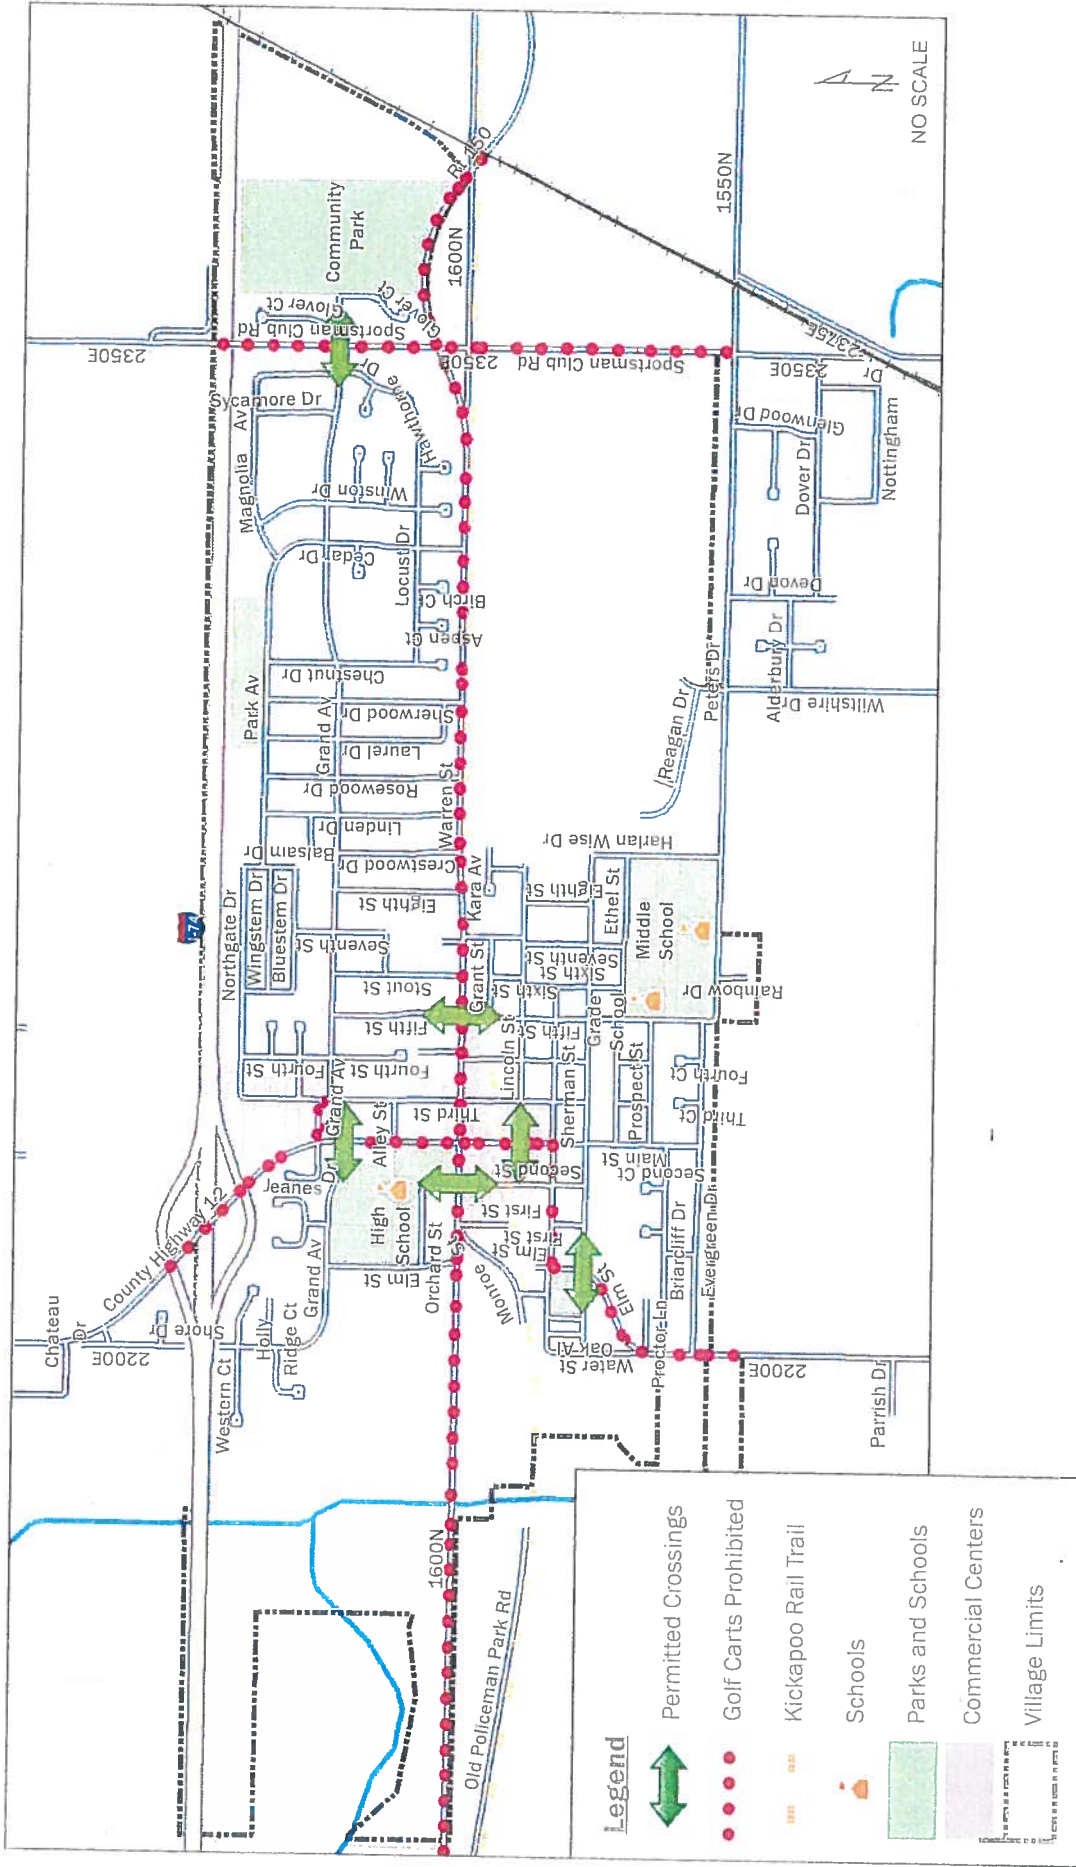 Chateau
Dr
County Highway 12
2200E
Shore Dr
Western Ct
Holly
Ridge Ct
Grand Av
Jeanes
Dr
I-74
Northgate Dr
Wingstem Dr
Bluestem Dr
Balsam Dr
Park Av
Magnolia
Av
Sycamore Dr
2350E
Sportsman Club Rd
Glover Ct
Glover Ct
Glover
Community
Park
Rt 150
1600N
Hawthorne Dr
Winston Dr
Cedar Dr
Locust Dr
Birch Ct
Aspen Ct
Chestnut Dr
Grand Av
Sherwood Dr
Laurel Dr
Rosewood Dr
Linden Dr
Crestwood Dr
Warren St
Eighth St
Seventh St
Stout St
Fifth St
Fourth St
Fourth St
Fourth St
Grand Av
Alley St
Third St
High
School
Elm St
Orchard St
Monroe St
1600N
Old Policeman Park Rd
First St
First St
Elm St
Second St
Lincoln St
Grant St
Kara Av
Sixth St
Sixth St
Seventh St
Eighth St
Fifth St
Sherman St
Grade
School
Ethel St
Middle
School
Harlan Wise Dr
Prospect St
Main St
Second Ct
Third Ct
Fourth Ct
Rainbow Dr
Elm St
Oak Al
Water St
Proctor Ln
Briarcliff Dr
Evergreen Dr
2200E
Parrish Dr
Reagan Dr
Peters Dr
Wiltshire Dr
Alderbury Dr
Devon Dr
Dover Dr
Glenwood Dr
Nottingham
Dr
2350E
2375E
1550N
2350E
Sportsman Club Rd
N
NO SCALE
Legend
Permitted Crossings
Golf Carts Prohibited
Kickapoo Rail Trail
Schools
Parks and Schools
Commercial Centers
Village Limits